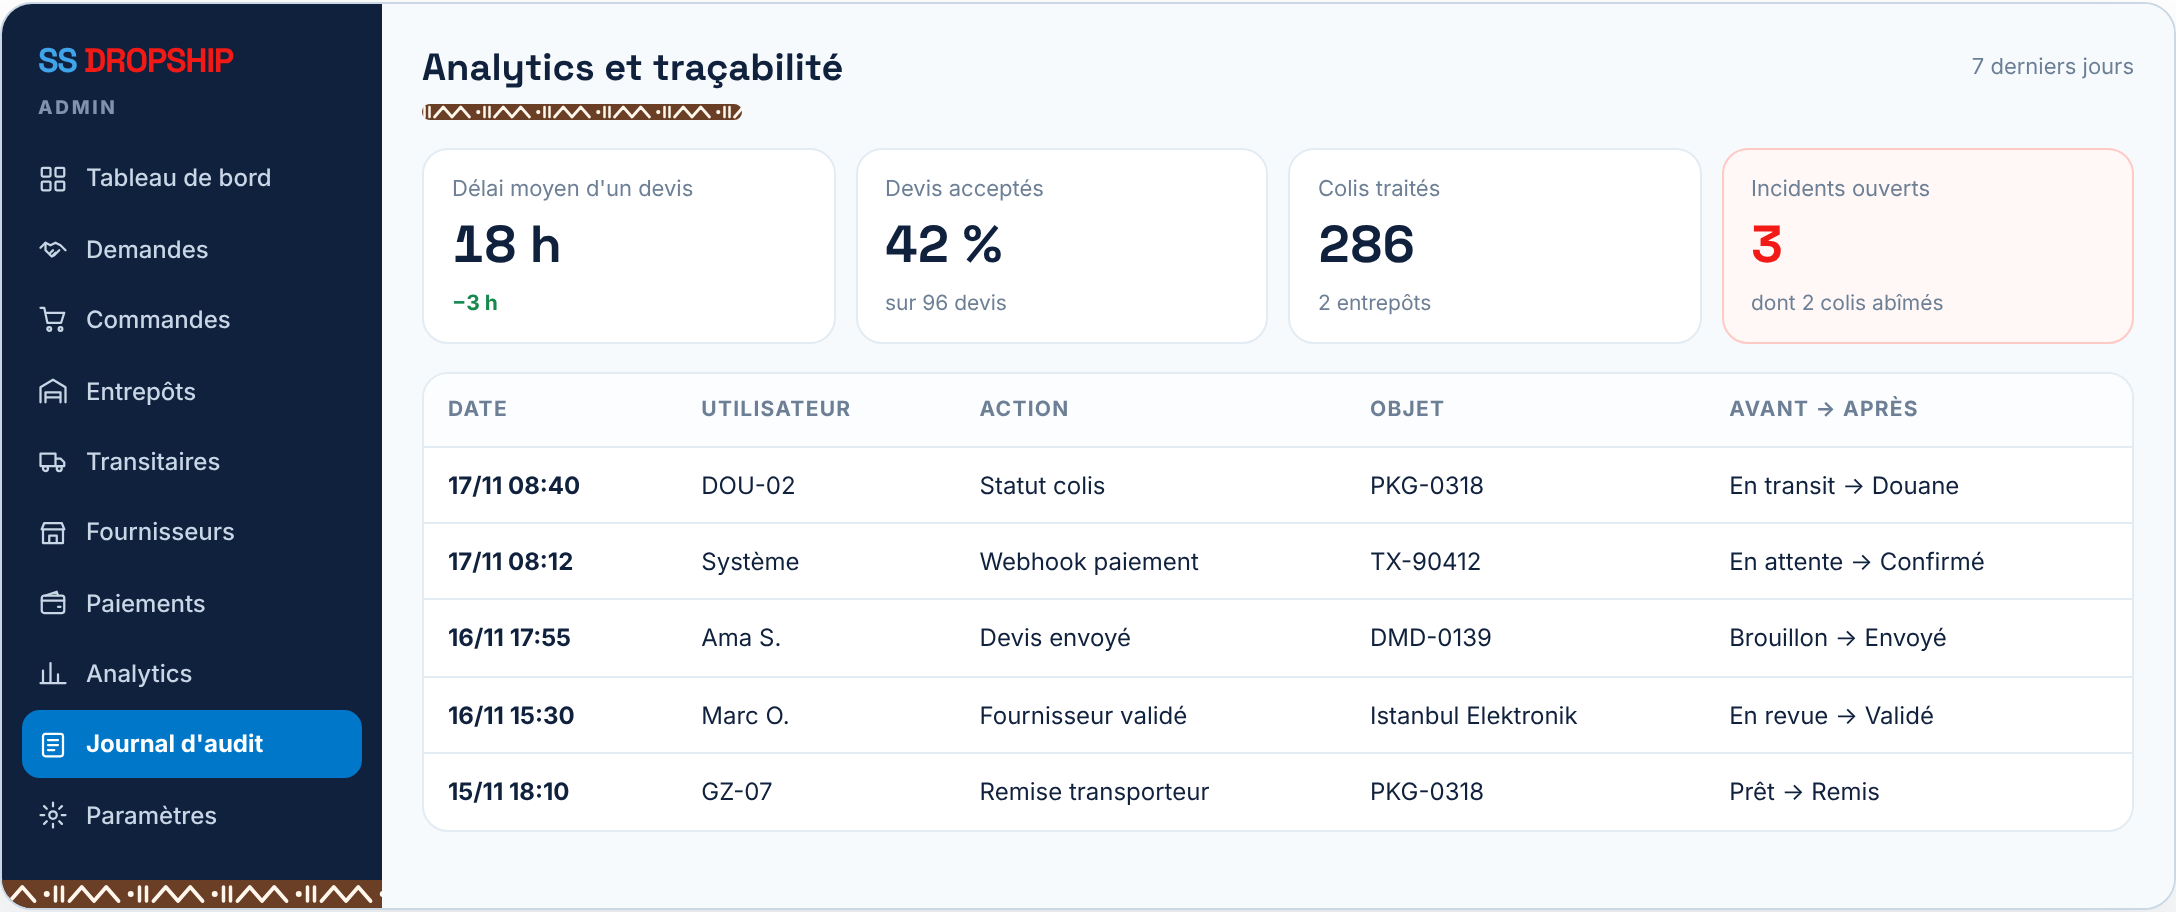 SS DROPSHIP
ADMIN
Tableau de bord
Demandes
Commandes
Entrepôts
Transitaires
Fournisseurs
Paiements
Analytics
Journal d'audit
Paramètres
Analytics et traçabilité
7 derniers jours
Délai moyen d'un devis
18 h
−3 h
Devis acceptés
42 %
sur 96 devis
Colis traités
286
2 entrepôts
Incidents ouverts
3
dont 2 colis abîmés
DATE UTILISATEUR ACTION OBJET AVANT → APRÈS
17/11 08:40 DOU-02 Statut colis PKG-0318 En transit → Douane
17/11 08:12 Système Webhook paiement TX-90412 En attente → Confirmé
16/11 17:55 Ama S. Devis envoyé DMD-0139 Brouillon → Envoyé
16/11 15:30 Marc O. Fournisseur validé Istanbul Elektronik En revue → Validé
15/11 18:10 GZ-07 Remise transporteur PKG-0318 Prêt → Remis